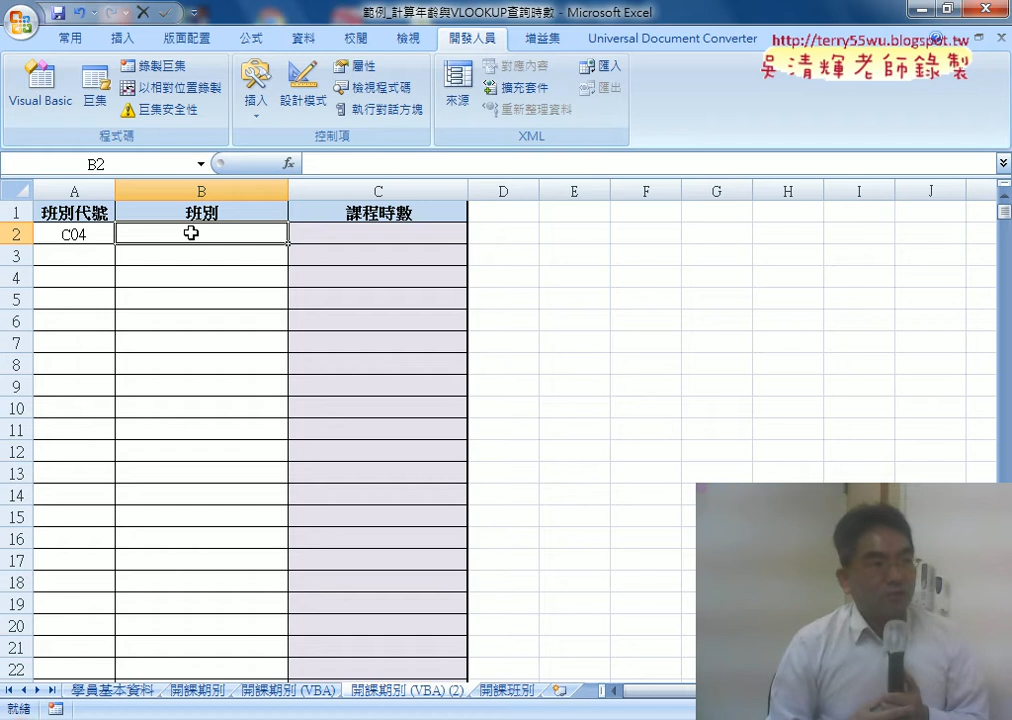 範例_計算年齡與VLOOKUP查詢時數 - Microsoft Excel
常用 插入 版面配置 公式 資料 校閱 檢視 開發人員 增益集 Universal Document Converter
http://terry55wu.blogspot.tw
吳清輝老師錄製
Visual Basic 巨集 錄製巨集 以相對位置錄製 巨集安全性
插入 設計模式 屬性 檢視程式碼 執行對話方塊
來源 對應內容 擴充套件 重新整理資料 匯入 匯出
程式碼 控制項 XML
B2 fx
A B C D E F G H I J
1 班別代號 班別 課程時數
2 C04
3
4
5
6
7
8
9
10
11
12
13
14
15
16
17
18
19
20
21
22
學員基本資料 開課期別 開課期別 (VBA) 開課期別 (VBA) (2) 開課班別
就緒